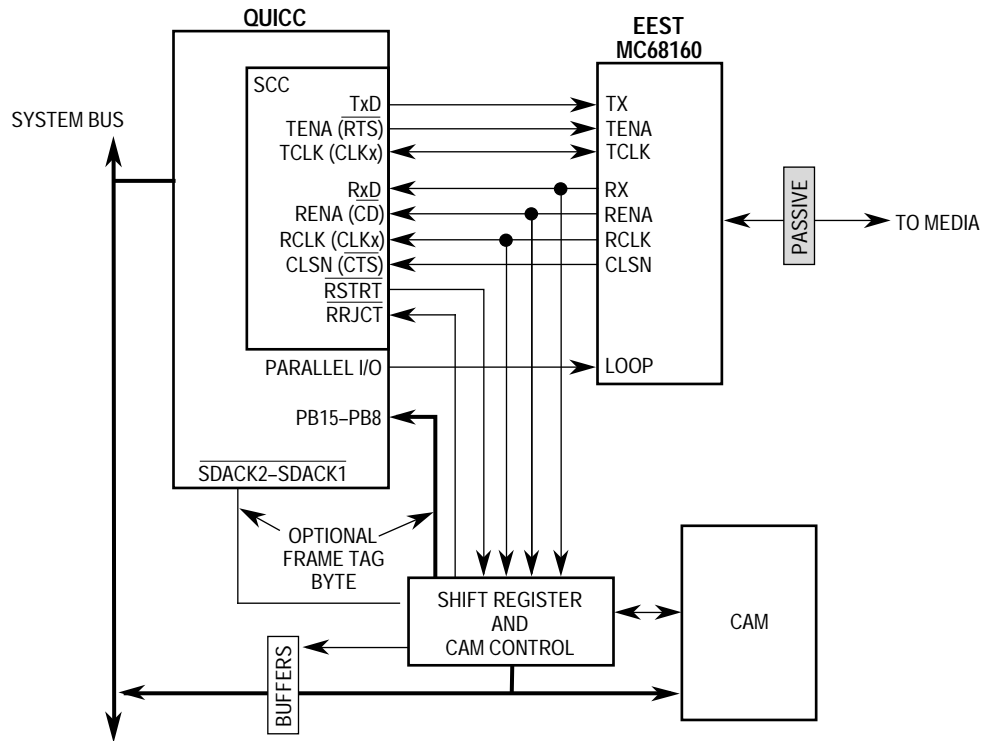 QUICC
EEST
MC68160
SCC
SYSTEM BUS
TxD
TENA (RTS)
TCLK (CLKx)
RxD
RENA (CD)
RCLK (CLKx)
CLSN (CTS)
RSTRT
RRJCT
PARALLEL I/O
PB15–PB8
SDACK2–SDACK1
TX
TENA
TCLK
RX
RENA
RCLK
CLSN
LOOP
PASSIVE
TO MEDIA
OPTIONAL
FRAME TAG
BYTE
SHIFT REGISTER
AND
CAM CONTROL
CAM
BUFFERS